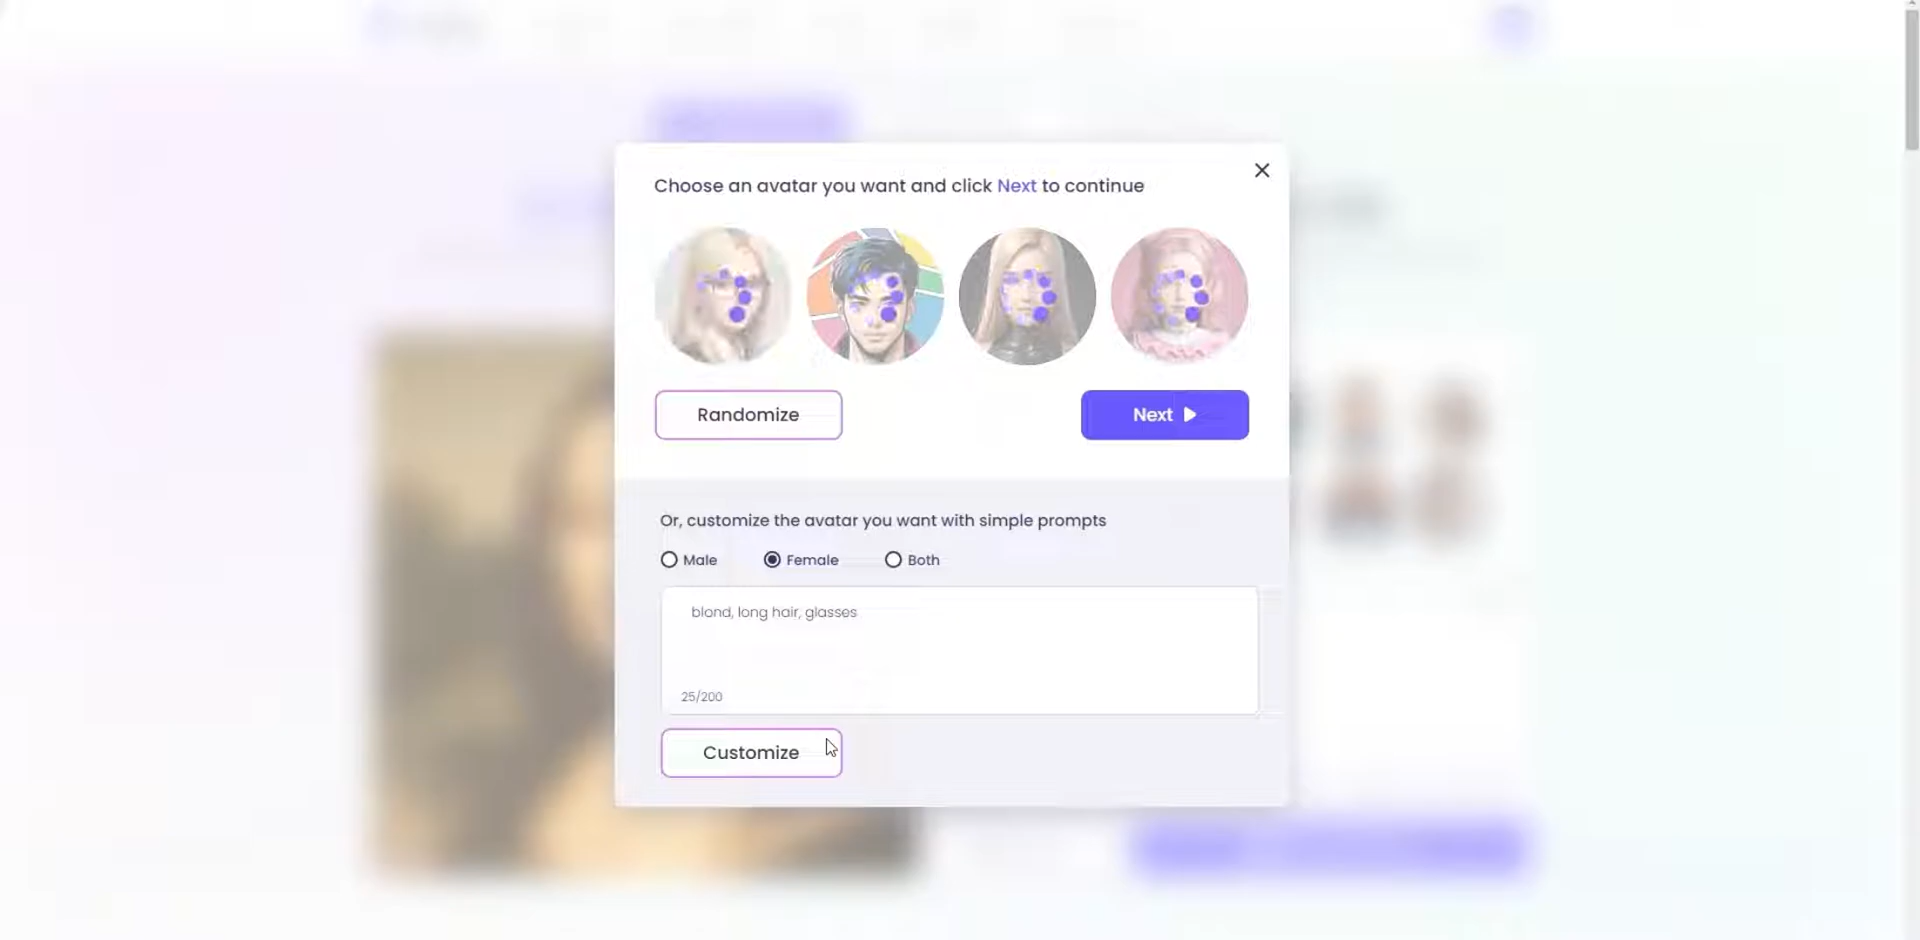 Choose an avatar you want and click Next to continue
Randomize
Next
Or, customize the avatar you want with simple prompts
Male Female Both
blond, long hair, glasses
25/200
Customize